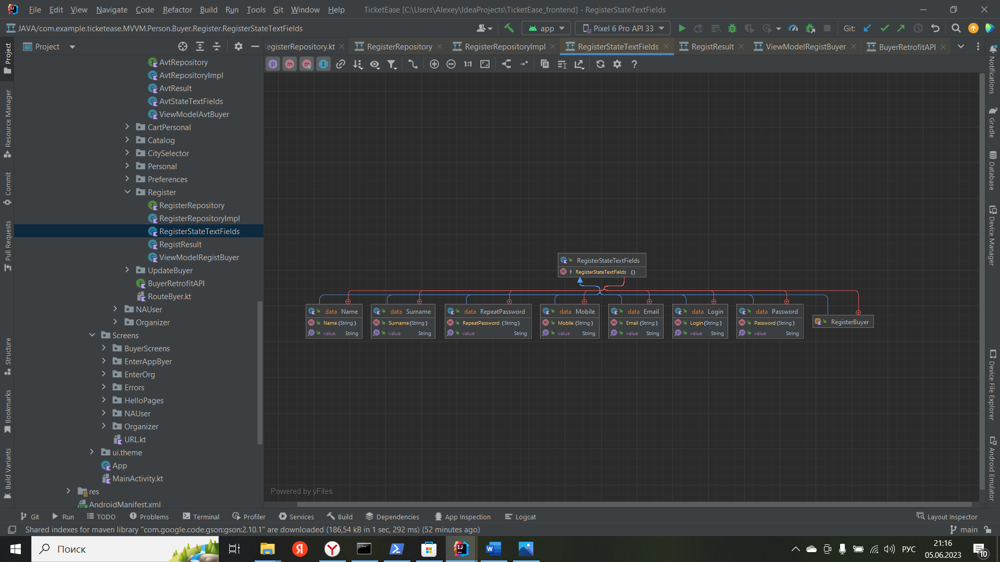 File Edit View Navigate Code Refactor Build Run Tools Git Window Help TicketEase [C:\Users\Alexey\IdeaProjects\TicketEase_frontend] - RegisterStateTextFields
JAVA/com.example.ticketease.MVVM.Person.Buyer.Register.RegisterStateTextFields app Pixel 6 Pro API 33 Git:
Project egisterRepository.kt RegisterRepository RegisterRepositoryImpl RegisterStateTextFields RegistResult ViewModelRegistBuyer BuyerRetrofitAPI
1:1
AvtRepository
AvtRepositoryImpl
AvtResult
AvtStateTextFields
ViewModelAvtBuyer
CartPersonal
Catalog
CitySelector
Personal
Preferences
Register
RegisterRepository
RegisterRepositoryImpl
RegisterStateTextFields
RegistResult
ViewModelRegistBuyer
UpdateBuyer
BuyerRetrofitAPI
RouteByer.kt
NAUser
Organizer
Screens
BuyerScreens
EnterAppByer
EnterOrg
Errors
HelloPages
NAUser
Organizer
URL.kt
ui.theme
App
MainActivity.kt
res
AndroidManifest.xml
Project
Resource Manager
Commit
Pull Requests
Structure
Bookmarks
Build Variants
RegisterStateTextFields
RegisterStateTextFields ()
data Name
Name(String)
value String
data Surname
Surname(String)
value String
data RepeatPassword
RepeatPassword (String)
value String
data Mobile
Mobile (String)
value String
data Email
Email (String)
value String
data Login
Login(String)
value String
data Password
Password(String)
value String
RegisterBuyer
Powered by yFiles
Notifications
Gradle
Database
Device Manager
Device File Explorer
Android Emulator
Git Run TODO Problems Terminal Profiler Services Build Dependencies App Inspection Logcat Layout Inspector
Shared indexes for maven library "com.google.code.gson:gson:2.10.1" are downloaded (186,54 kB in 1 sec, 292 ms) (52 minutes ago) main
Поиск
РУС
21:16
05.06.2023
10